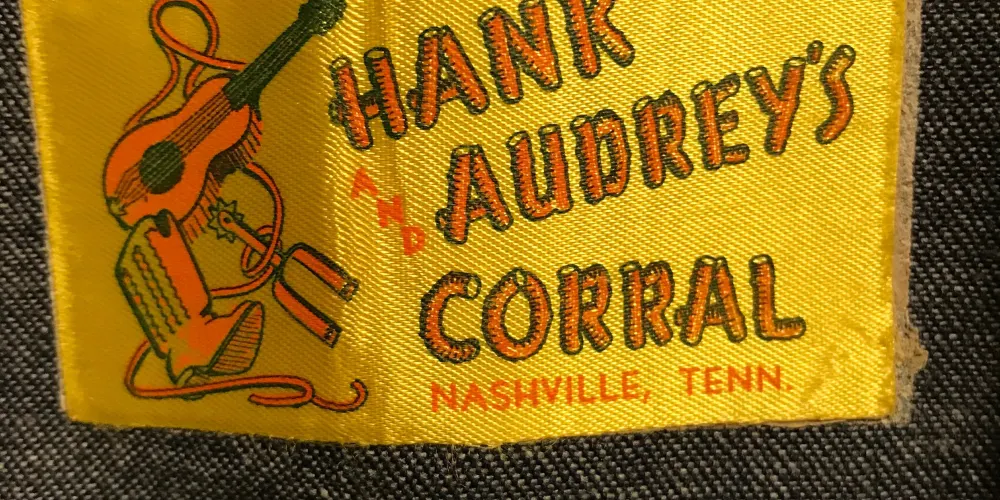 HANK
AND
AUDREY'S
CORRAL
NASHVILLE, TENN.